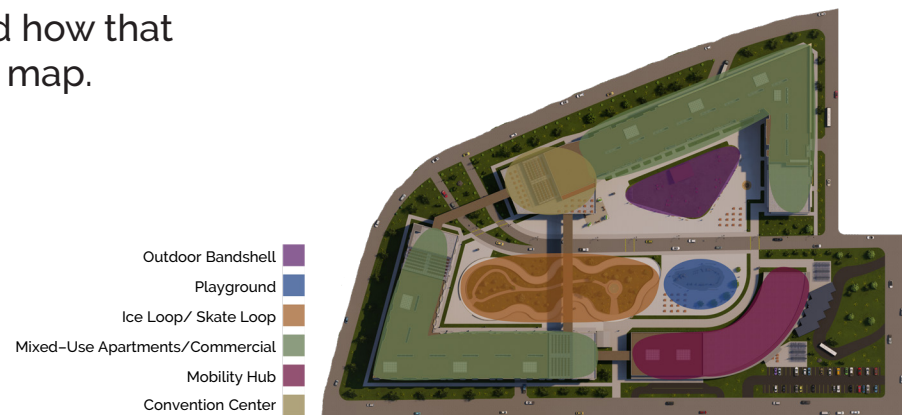 d how that
map.
Outdoor Bandshell
Playground
Ice Loop/ Skate Loop
Mixed–Use Apartments/Commercial
Mobility Hub
Convention Center